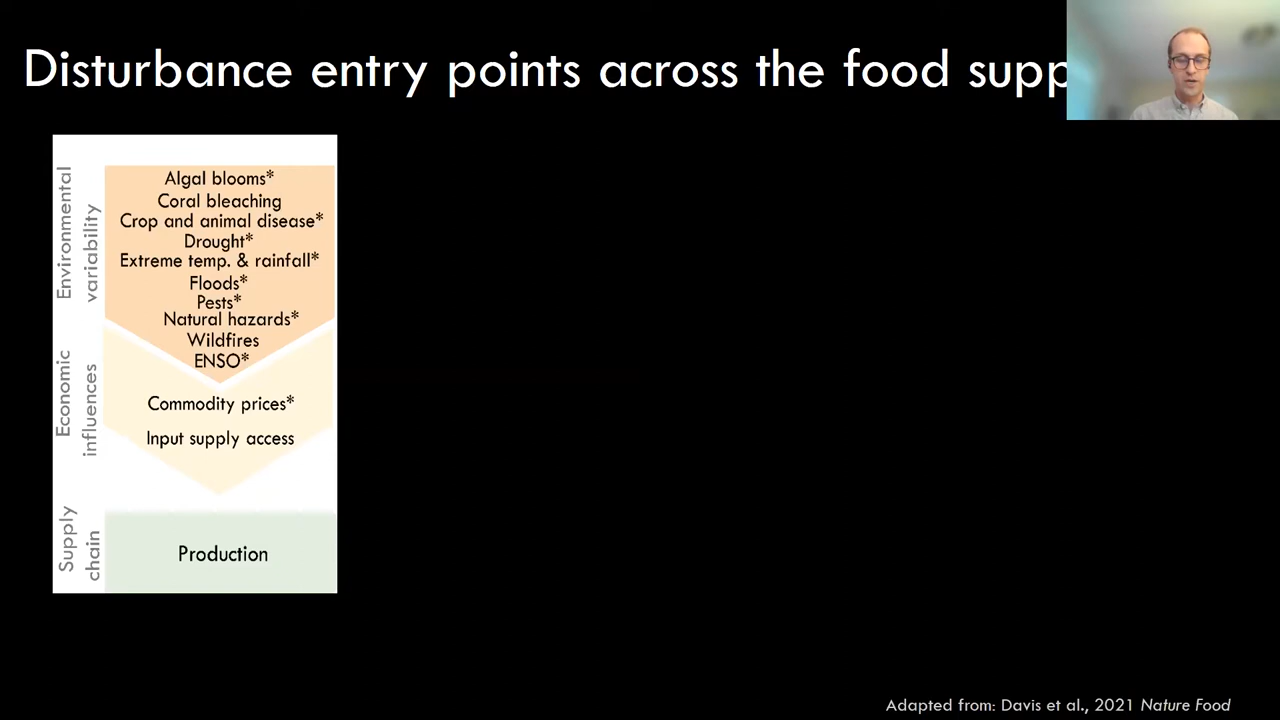 Disturbance entry points across the food supp
Environmental
variability
Algal blooms*
Coral bleaching
Crop and animal disease*
Drought*
Extreme temp. & rainfall*
Floods*
Pests*
Natural hazards*
Wildfires
ENSO*
Economic
influences
Commodity prices*
Input supply access
Supply
chain
Production
Adapted from: Davis et al., 2021 Nature Food